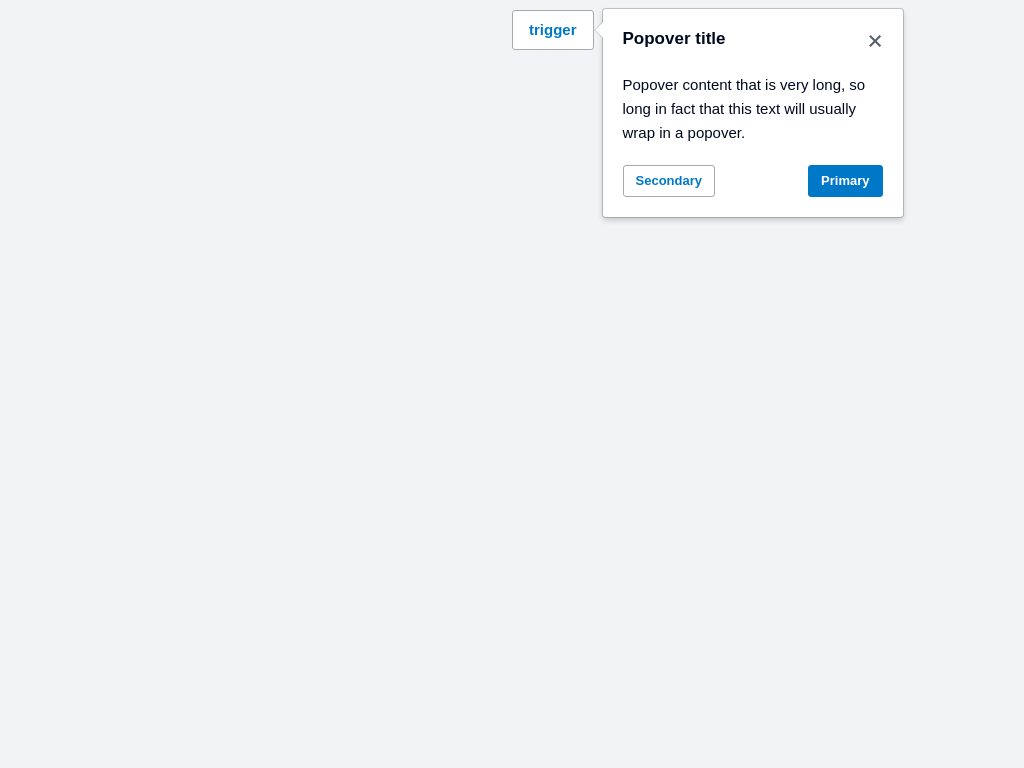 trigger
Popover title
Popover content that is very long, so
long in fact that this text will usually
wrap in a popover.
Secondary
Primary